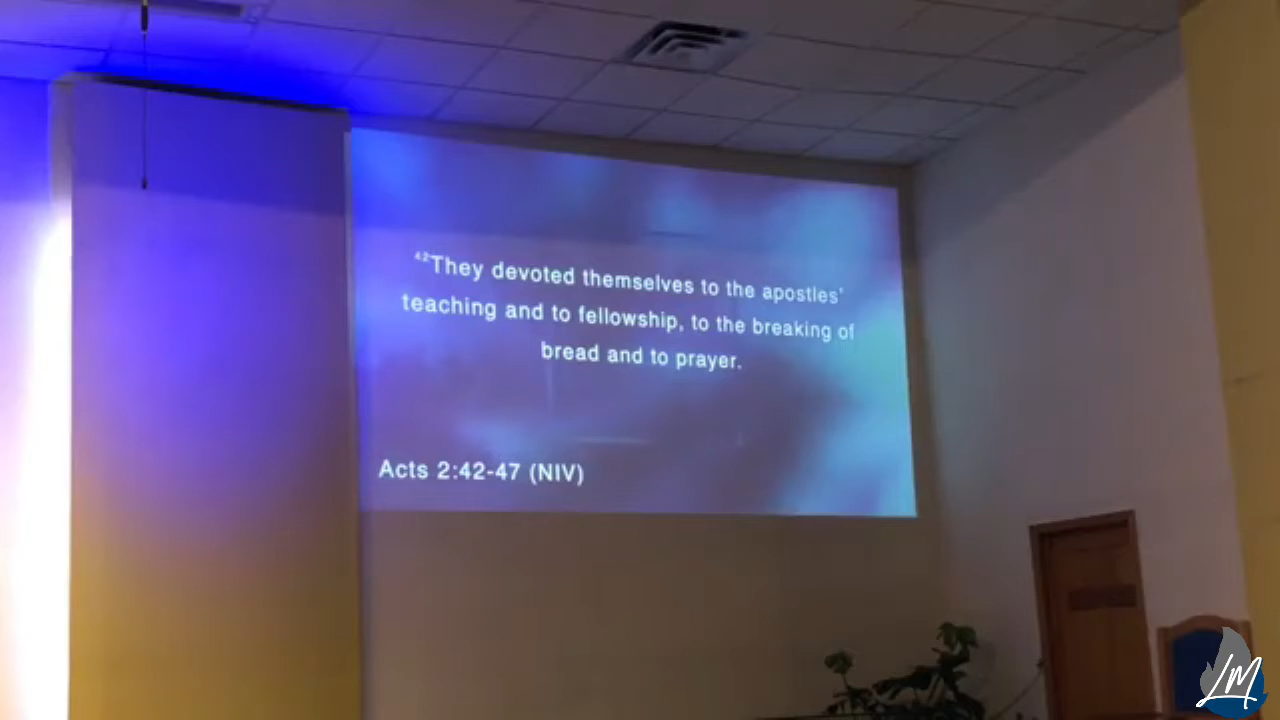 ⁴²They devoted themselves to the apostles'
teaching and to fellowship, to the breaking of
bread and to prayer.
Acts 2:42-47 (NIV)
LM